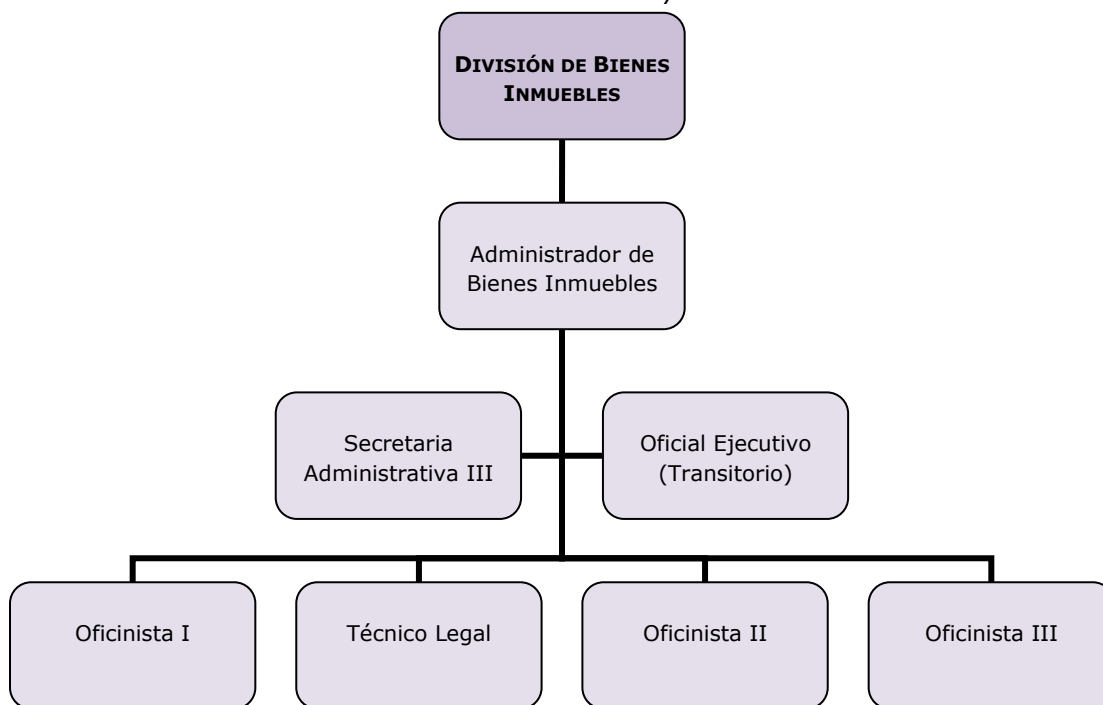 DIVISIÓN DE BIENES
INMUEBLES
Administrador de
Bienes Inmuebles
Secretaria
Administrativa III
Oficial Ejecutivo
(Transitorio)
Oficinista I
Técnico Legal
Oficinista II
Oficinista III